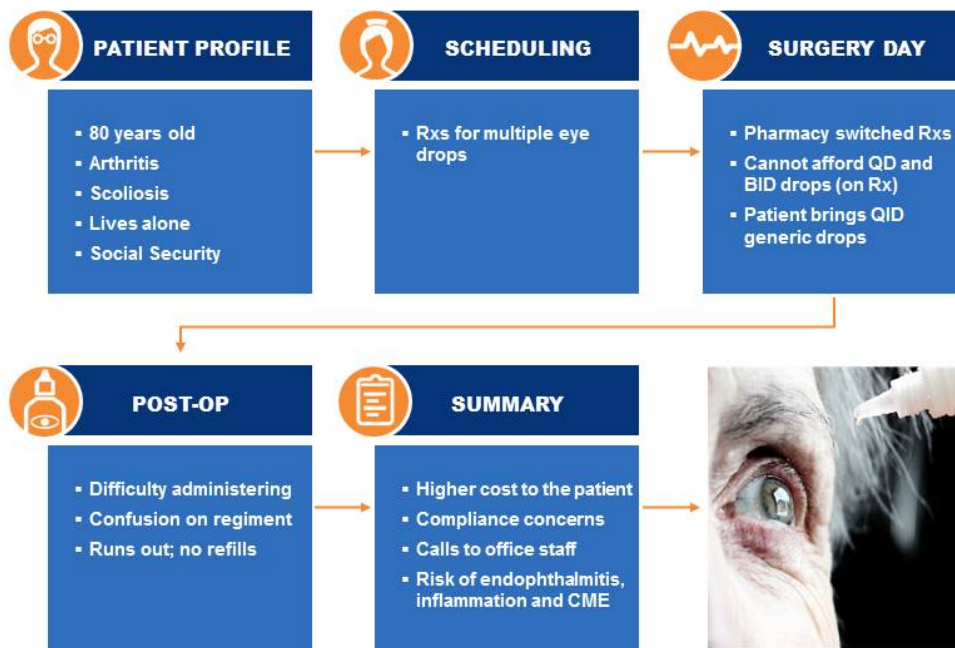 PATIENT PROFILE
▪ 80 years old
▪ Arthritis
▪ Scoliosis
▪ Lives alone
▪ Social Security
SCHEDULING
▪ Rxs for multiple eye
drops
SURGERY DAY
▪ Pharmacy switched Rxs
▪ Cannot afford QD and
BID drops (on Rx)
▪ Patient brings QID
generic drops
POST-OP
▪ Difficulty administering
▪ Confusion on regiment
▪ Runs out; no refills
SUMMARY
▪ Higher cost to the patient
▪ Compliance concerns
▪ Calls to office staff
▪ Risk of endophthalmitis,
inflammation and CME